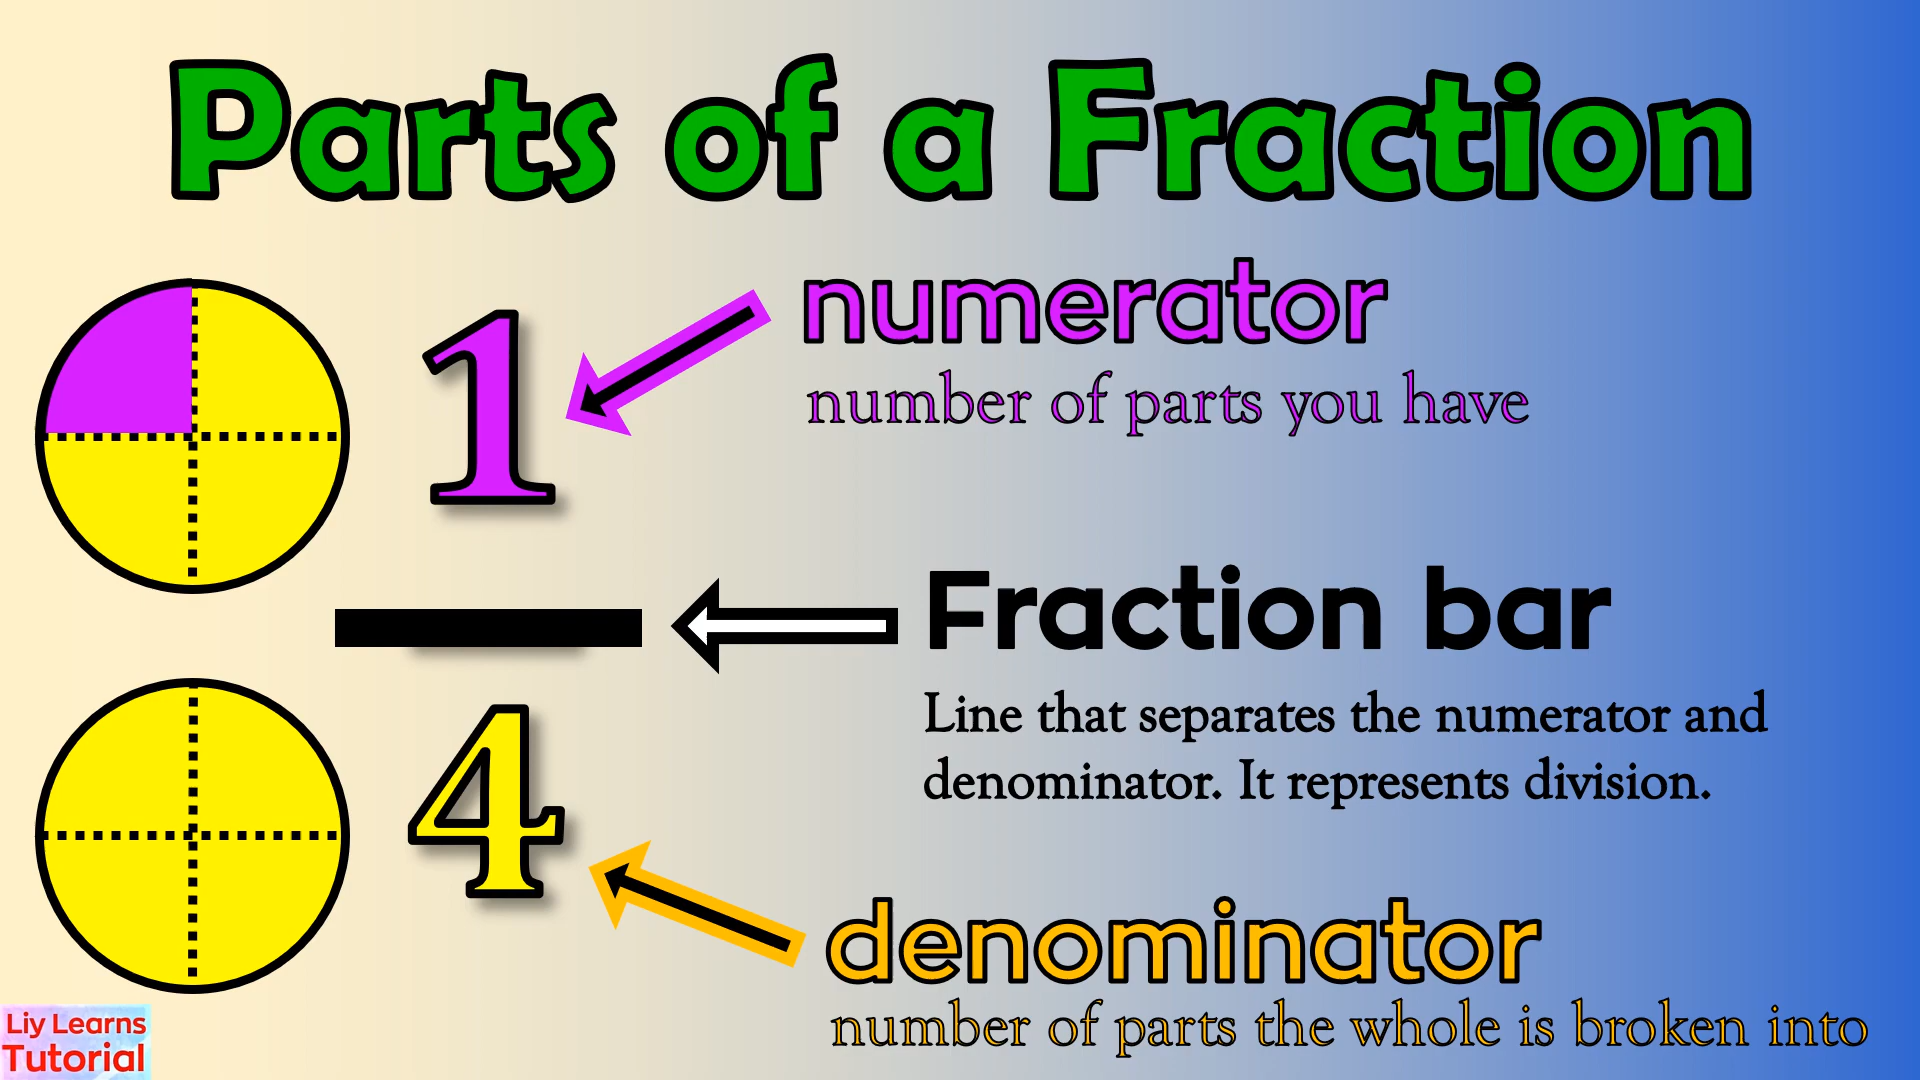 Parts of a Fraction
1
numerator
number of parts you have
Fraction bar
Line that separates the numerator and
denominator. It represents division.
4
denominator
number of parts the whole is broken into
Liy Learns
Tutorial